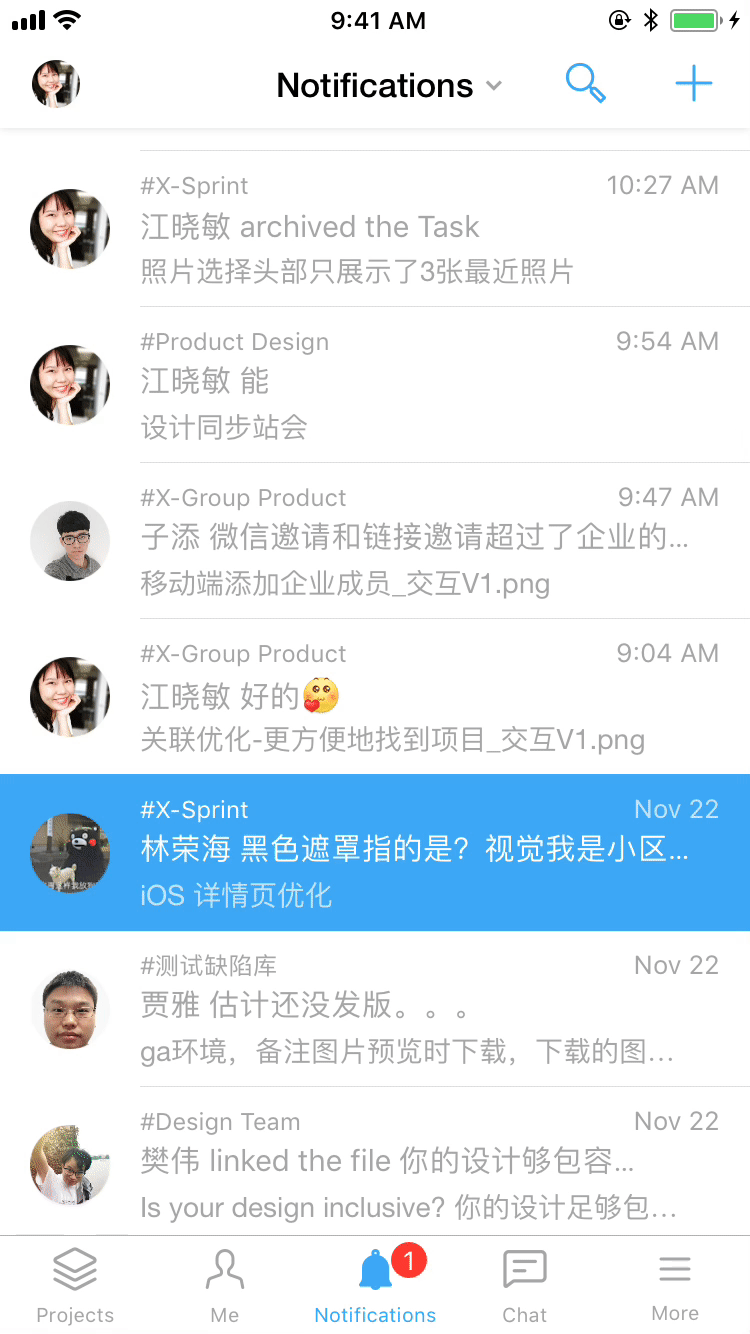 9:41 AM
Notifications
#X-Sprint 10:27 AM
江晓敏 archived the Task
照片选择头部只展示了3张最近照片
#Product Design 9:54 AM
江晓敏 能
设计同步站会
#X-Group Product 9:47 AM
子添 微信邀请和链接邀请超过了企业的...
移动端添加企业成员_交互V1.png
#X-Group Product 9:04 AM
江晓敏 好的🥰
关联优化-更方便地找到项目_交互V1.png
#X-Sprint Nov 22
林荣海 黑色遮罩指的是？视觉我是小区...
iOS 详情页优化
#测试缺陷库 Nov 22
贾雅 估计还没发版。。。
ga环境，备注图片预览时下载，下载的图...
#Design Team Nov 22
樊伟 linked the file 你的设计够包容...
Is your design inclusive? 你的设计足够包...
1
Projects Me Notifications Chat More